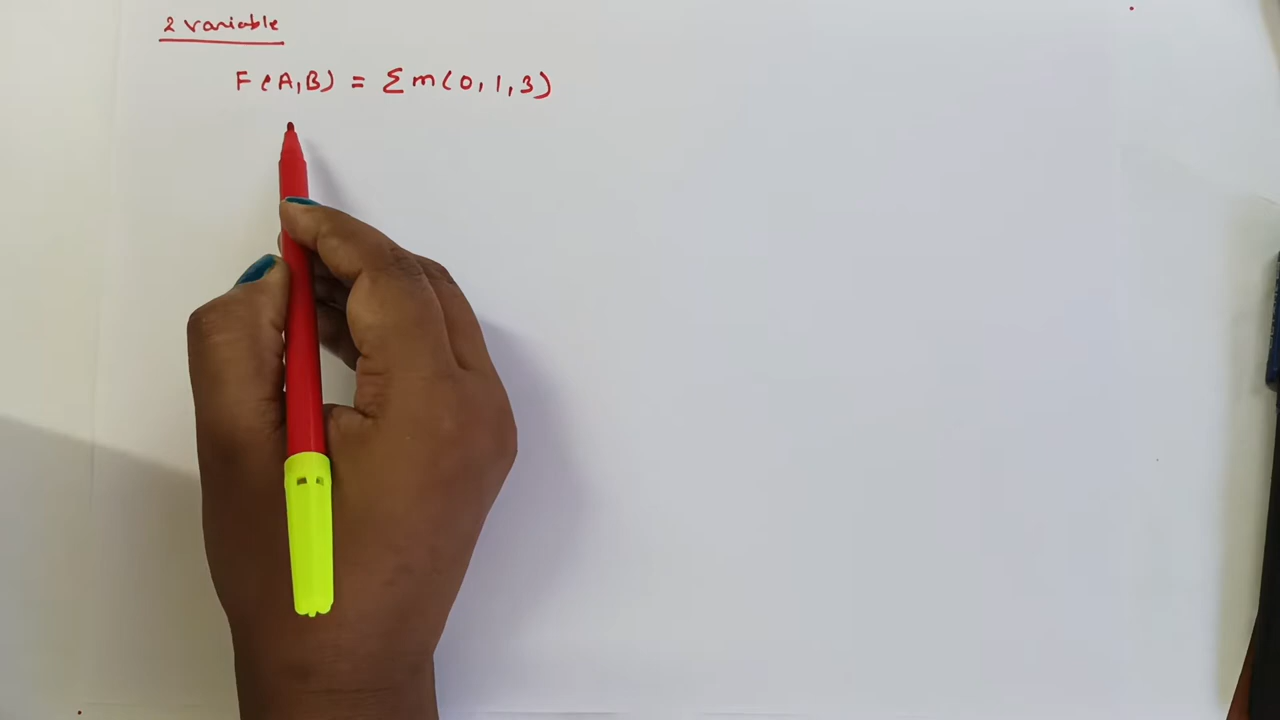 2 variable
F(A,B) = Σm(0,1,3)